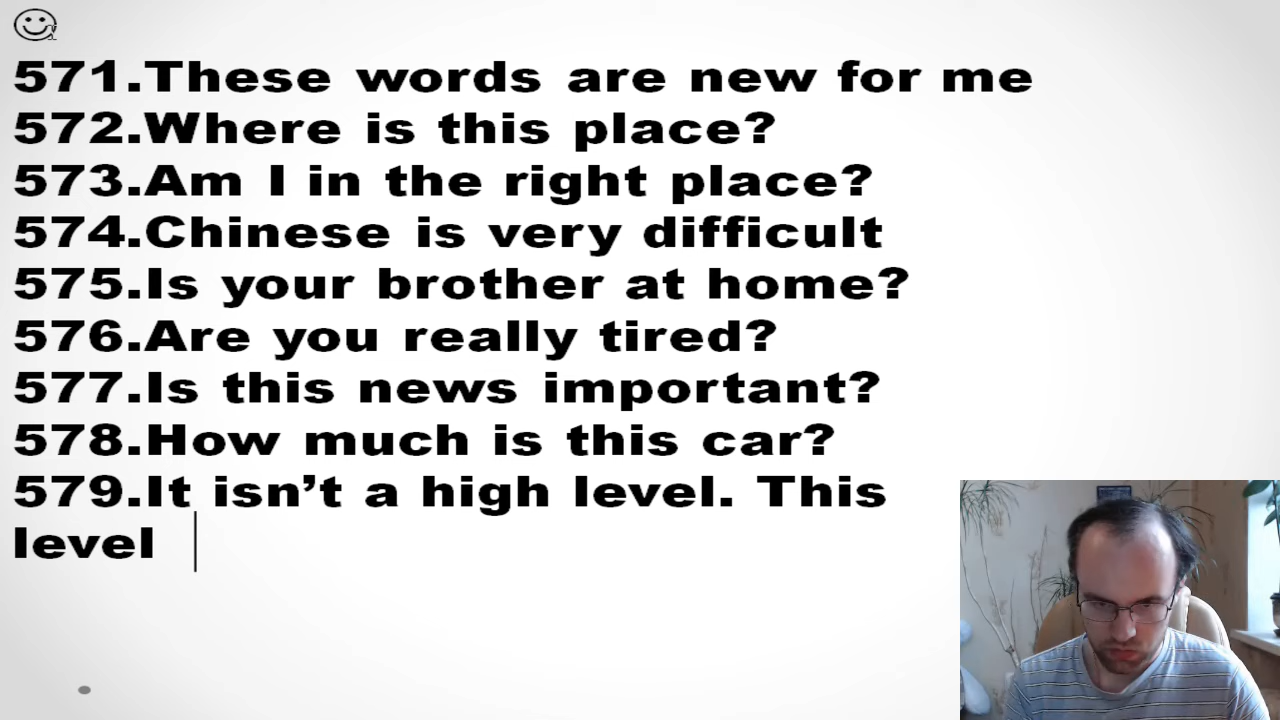 571.These words are new for me
572.Where is this place?
573.Am I in the right place?
574.Chinese is very difficult
575.Is your brother at home?
576.Are you really tired?
577.Is this news important?
578.How much is this car?
579.It isn’t a high level. This
level